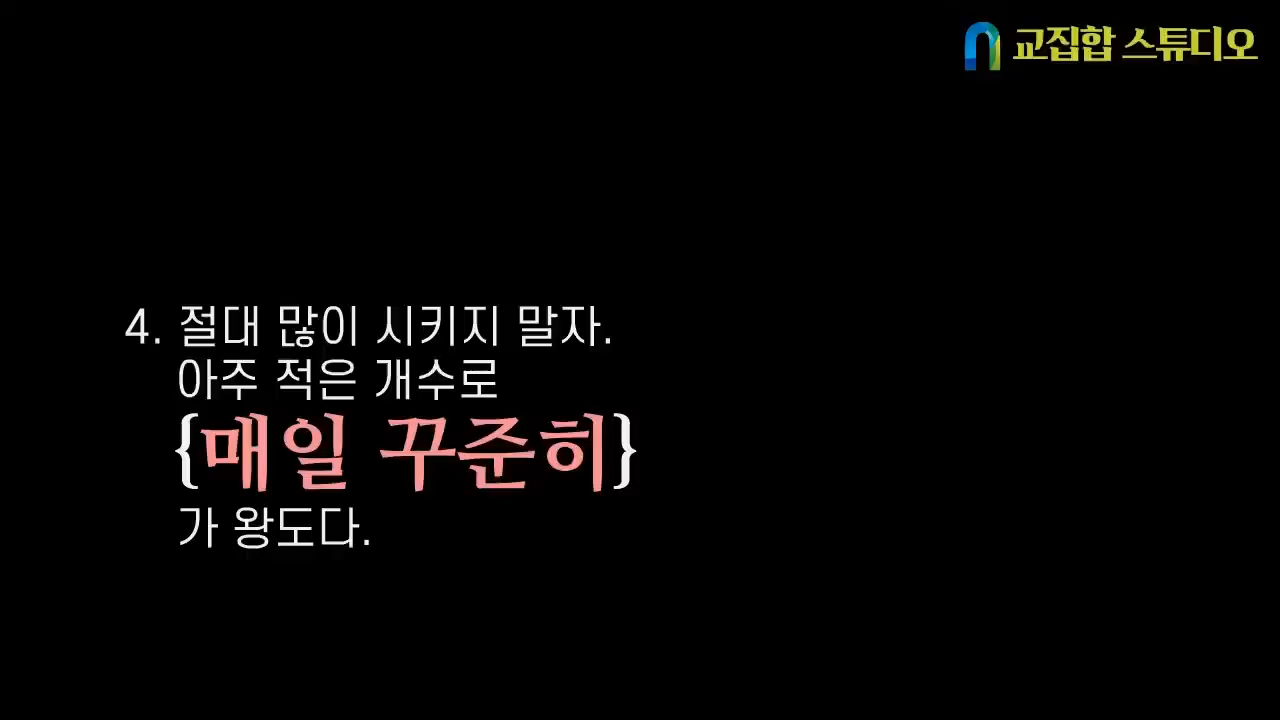 교집합 스튜디오
4. 절대 많이 시키지 말자.
아주 적은 개수로
{매일 꾸준히}
가 왕도다.